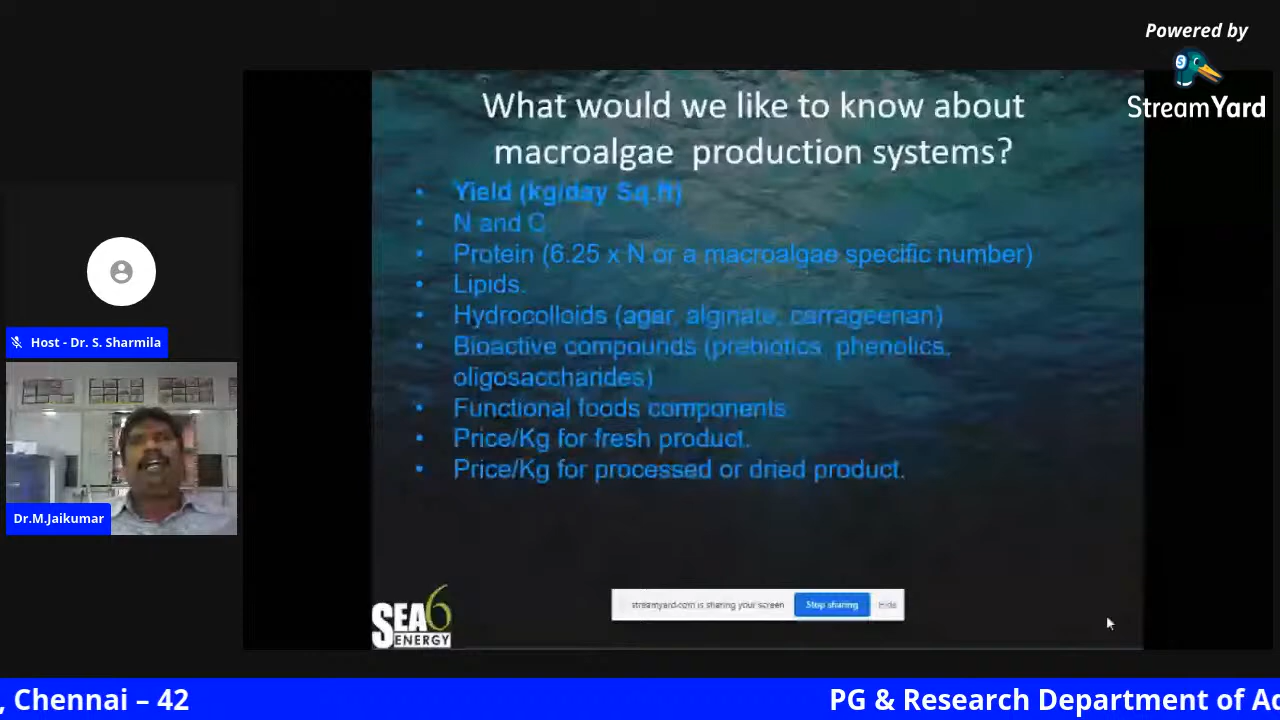 Powered by
StreamYard
What would we like to know about
macroalgae production systems?
• Yield (kg/day Sq.ft)
• N and C
• Protein (6.25 x N or a macroalgae specific number)
• Lipids.
• Hydrocolloids (agar, alginate, carrageenan)
• Bioactive compounds (prebiotics, phenolics,
oligosaccharides)
• Functional foods components
• Price/Kg for fresh product.
• Price/Kg for processed or dried product.
Host - Dr. S. Sharmila
Dr.M.Jaikumar
SEA6
ENERGY
streamyard.com is sharing your screen
Stop sharing
Hide
, Chennai – 42
PG & Research Department of Ad